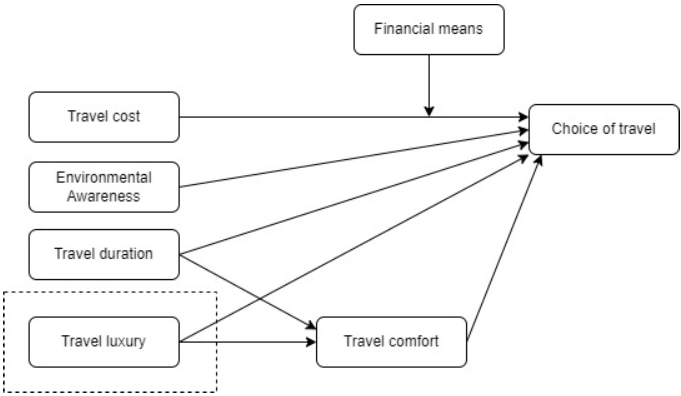 Financial means
Travel cost
Choice of travel
Environmental
Awareness
Travel duration
Travel luxury
Travel comfort